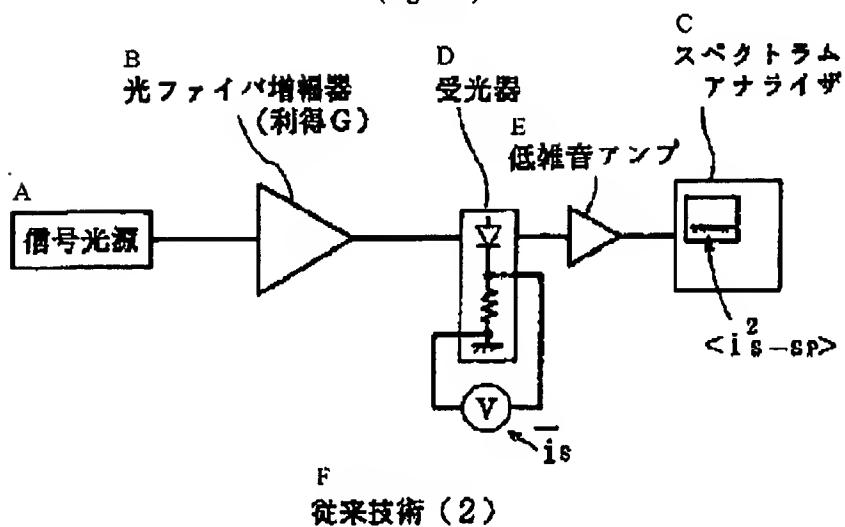 B
光ファイバ増幅器
(利得G)
D
受光器
C
スペクトラム
アナライザ
E
低雑音アンプ
A
信号光源
<i²s-sp>
V
i̅s
F
従来技術(2)